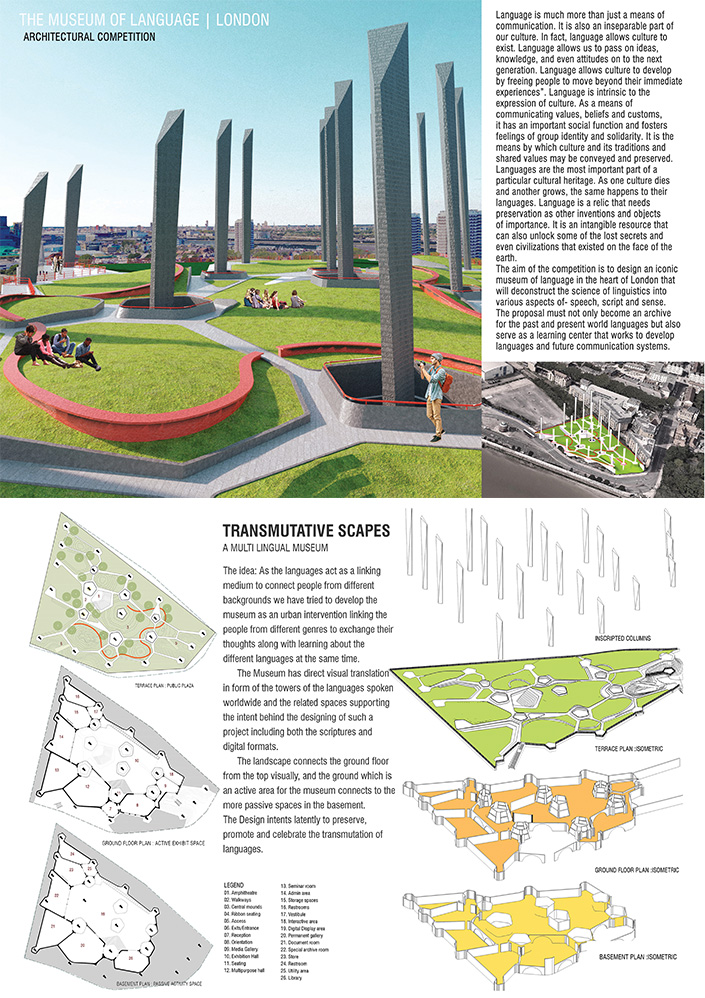 THE MUSEUM OF LANGUAGE | LONDON
ARCHITECTURAL COMPETITION
Language is much more than just a means of
communication. It is also an inseparable part of
our culture. In fact, language allows culture to
exist. Language allows us to pass on ideas,
knowledge, and even attitudes on to the next
generation. Language allows culture to develop
by freeing people to move beyond their immediate
experiences". Language is intrinsic to the
expression of culture. As a means of
communicating values, beliefs and customs,
it has an important social function and fosters
feelings of group identity and solidarity. It is the
means by which culture and its traditions and
shared values may be conveyed and preserved.
Languages are the most important part of a
particular cultural heritage. As one culture dies
and another grows, the same happens to their
languages. Language is a relic that needs
preservation as other inventions and objects
of importance. It is an intangible resource that
can also unlock some of the lost secrets and
even civilizations that existed on the face of the
earth.
The aim of the competition is to design an iconic
museum of language in the heart of London that
will deconstruct the science of linguistics into
various aspects of- speech, script and sense.
The proposal must not only become an archive
for the past and present world languages but also
serve as a learning center that works to develop
languages and future communication systems.
TRANSMUTATIVE SCAPES
A MULTI LINGUAL MUSEUM
The idea: As the languages act as a linking
medium to connect people from different
backgrounds we have tried to develop the
museum as an urban intervention linking the
people from different genres to exchange their
thoughts along with learning about the
different languages at the same time.
The Museum has direct visual translation
in form of the towers of the languages spoken
worldwide and the related spaces supporting
the intent behind the designing of such a
project including both the scriptures and
digital formats.
The landscape connects the ground floor
from the top visually, and the ground which is
an active area for the museum connects to the
more passive spaces in the basement.
The Design intents latently to preserve,
promote and celebrate the transmutation of
languages.
LEGEND
01. Amphitheatre
02. Walkways
03. Central mounds
04. Ribbon seating
05. Access
06. Exits/Entrance
07. Reception
08. Orientation
09. Media Gallery
10. Exhibition Hall
11. Seating
12. Multipurpose hall
13. Seminar room
14. Admin area
15. Storage spaces
16. Restrooms
17. Vestibule
18. Interactive area
19. Digital Display area
20. Permanent gallery
21. Document room
22. Special archive room
23. Store
24. Restroom
25. Utility area
26. Library
TERRACE PLAN : PUBLIC PLAZA
GROUND FLOOR PLAN : ACTIVE EXHIBIT SPACE
BASEMENT PLAN : PASSIVE ACTIVITY SPACE
INSCRIPTED COLUMNS
TERRACE PLAN :ISOMETRIC
GROUND FLOOR PLAN :ISOMETRIC
BASEMENT PLAN :ISOMETRIC